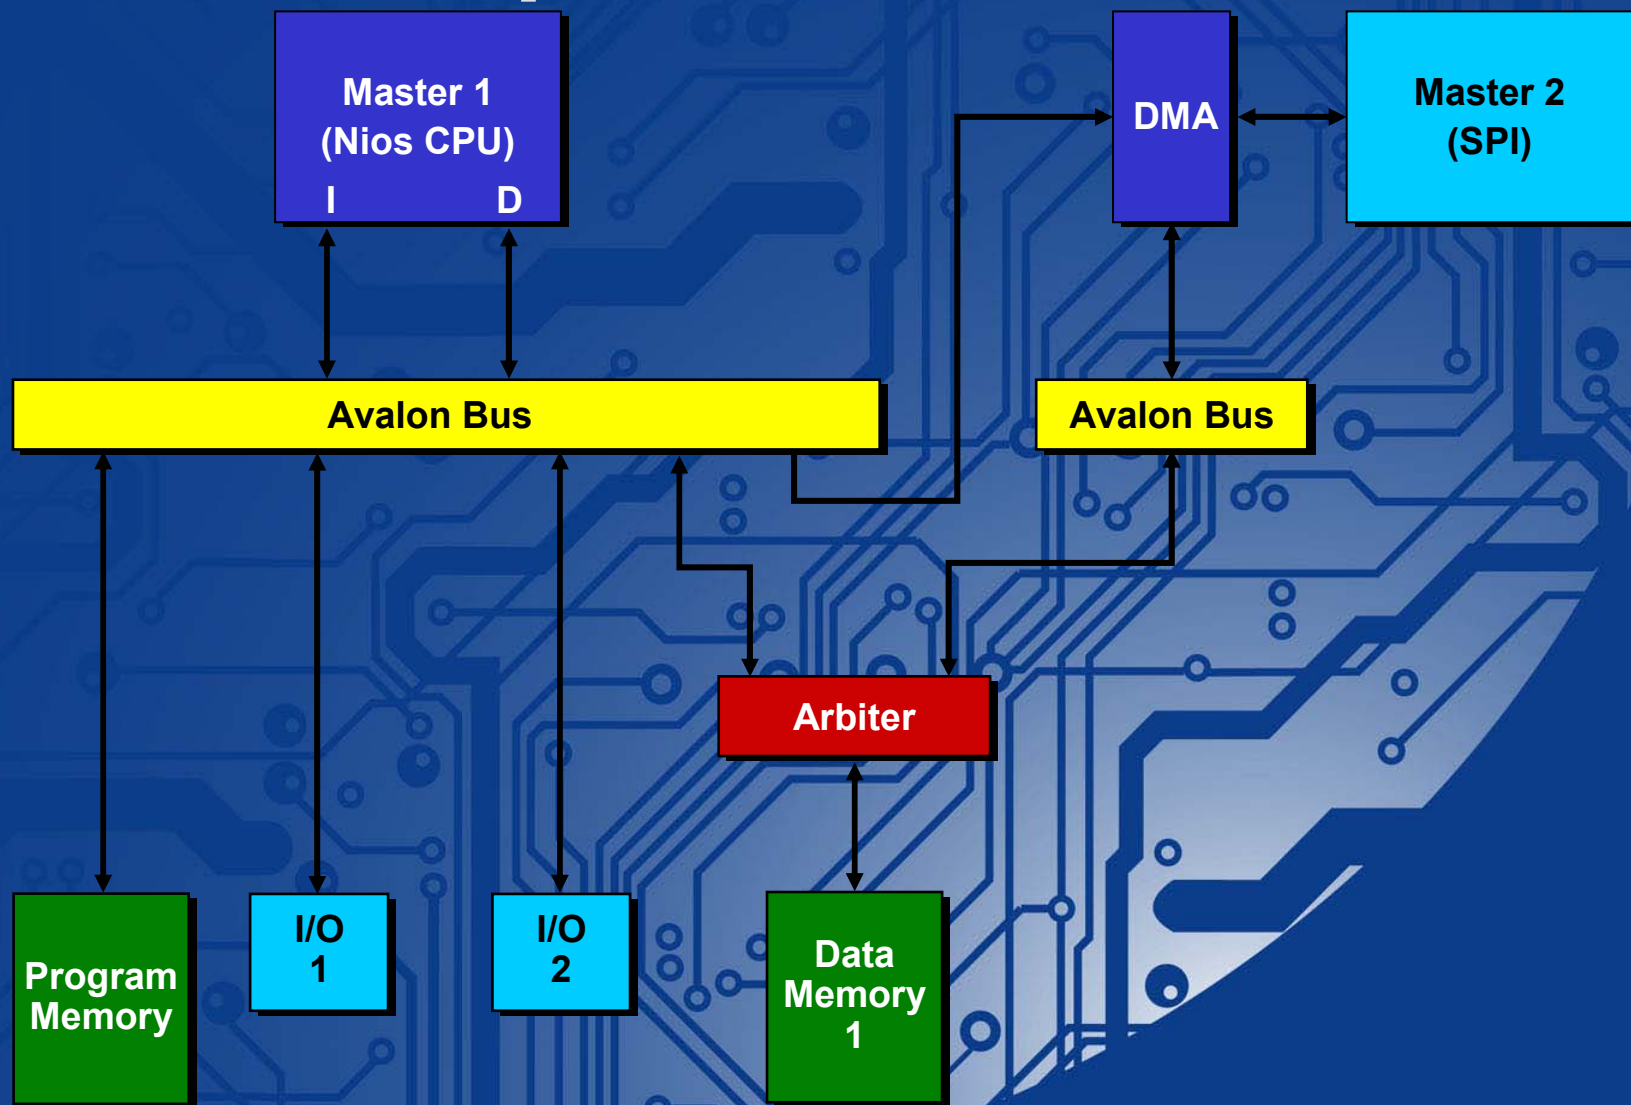 Master 1
(Nios CPU)
I D
DMA
Master 2
(SPI)
Avalon Bus
Avalon Bus
Arbiter
Program
Memory
I/O
1
I/O
2
Data
Memory
1